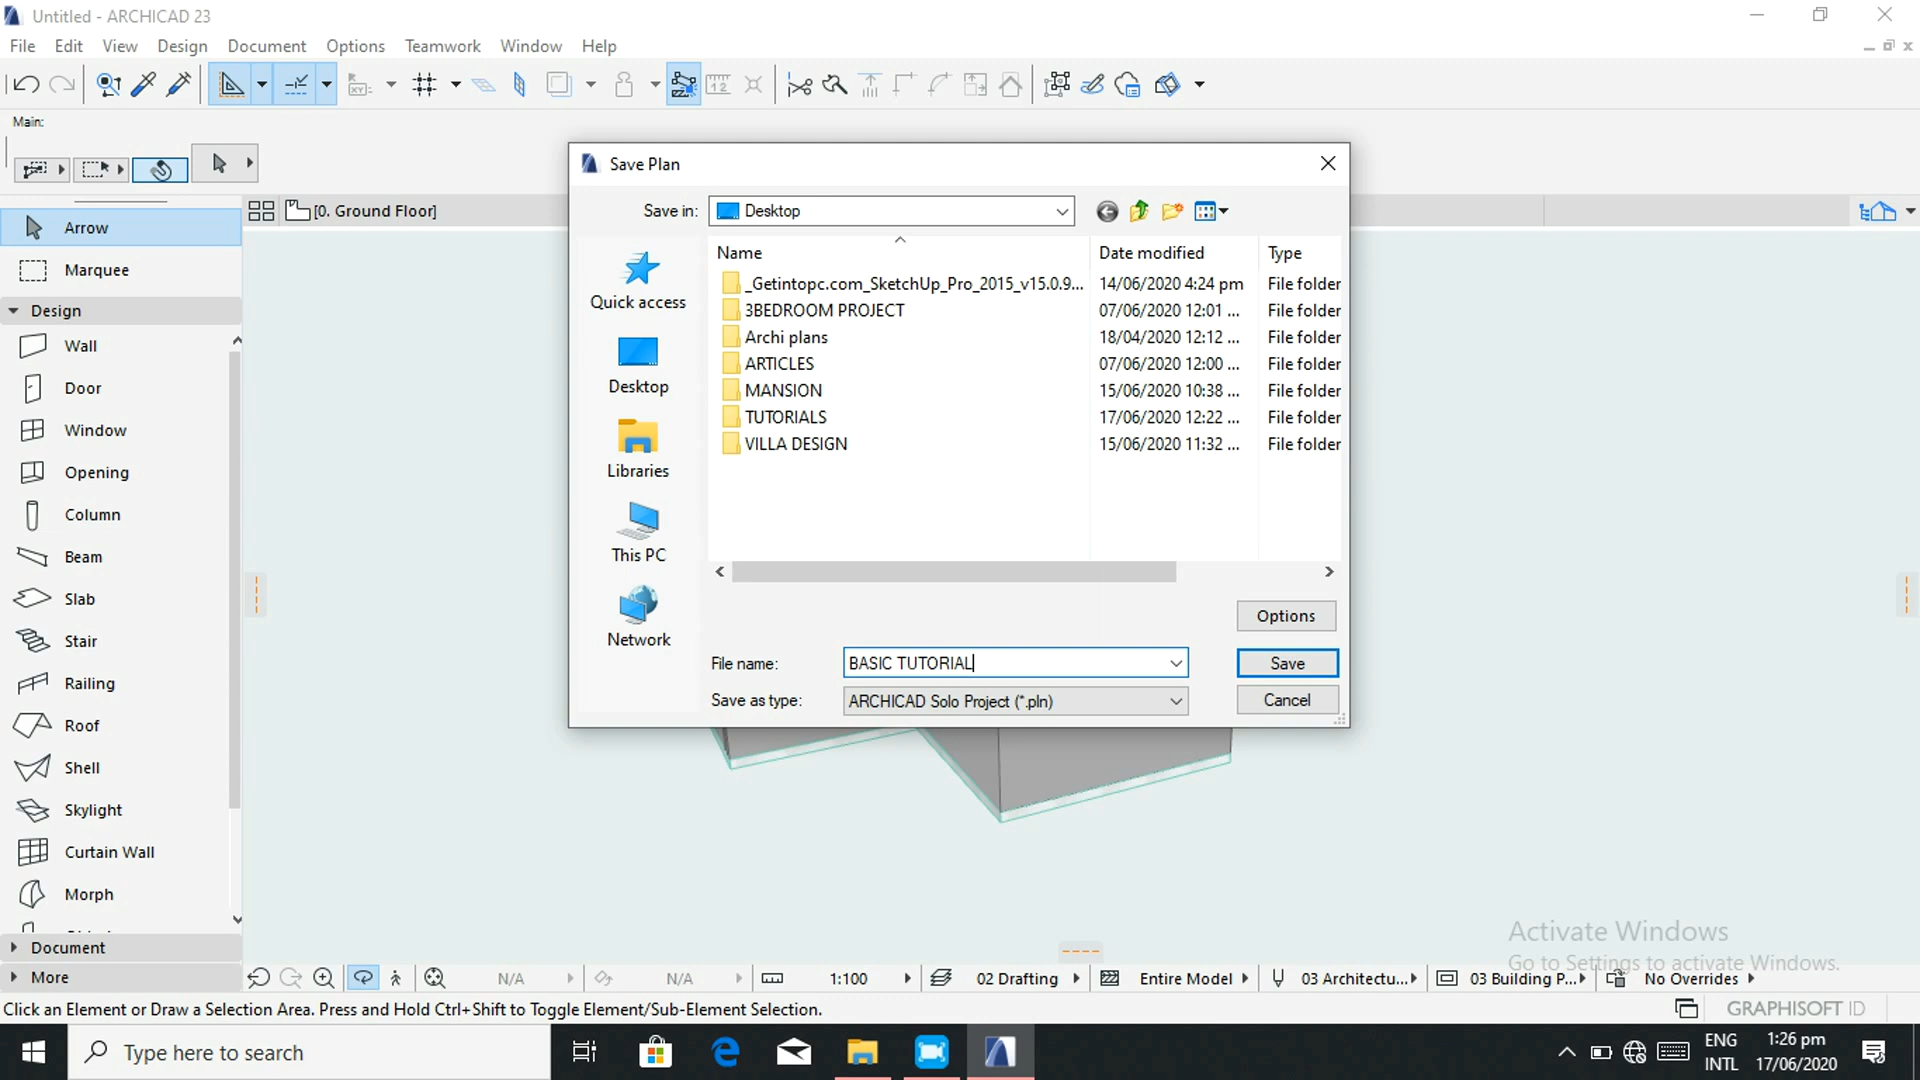 Untitled - ARCHICAD 23
File Edit View Design Document Options Teamwork Window Help
Main:
[0. Ground Floor]
Arrow
Marquee
Design
Wall
Door
Window
Opening
Column
Beam
Slab
Stair
Railing
Roof
Shell
Skylight
Curtain Wall
Morph
Document
More
Save Plan
Save in: Desktop
Quick access
Desktop
Libraries
This PC
Network
Name Date modified Type
_Getintopc.com_SketchUp_Pro_2015_v15.0.9... 14/06/2020 4:24 pm File folder
3BEDROOM PROJECT 07/06/2020 12:01 ... File folder
Archi plans 18/04/2020 12:12 ... File folder
ARTICLES 07/06/2020 12:00 ... File folder
MANSION 15/06/2020 10:38 ... File folder
TUTORIALS 17/06/2020 12:22 ... File folder
VILLA DESIGN 15/06/2020 11:32 ... File folder
Options
File name: BASIC TUTORIAL Save
Save as type: ARCHICAD Solo Project (*.pln) Cancel
Activate Windows
Go to Settings to activate Windows.
N/A N/A 1:100 02 Drafting Entire Model 03 Architectu... 03 Building P... No Overrides
Click an Element or Draw a Selection Area. Press and Hold Ctrl+Shift to Toggle Element/Sub-Element Selection.
GRAPHISOFT ID
Type here to search
ENG
INTL
1:26 pm
17/06/2020